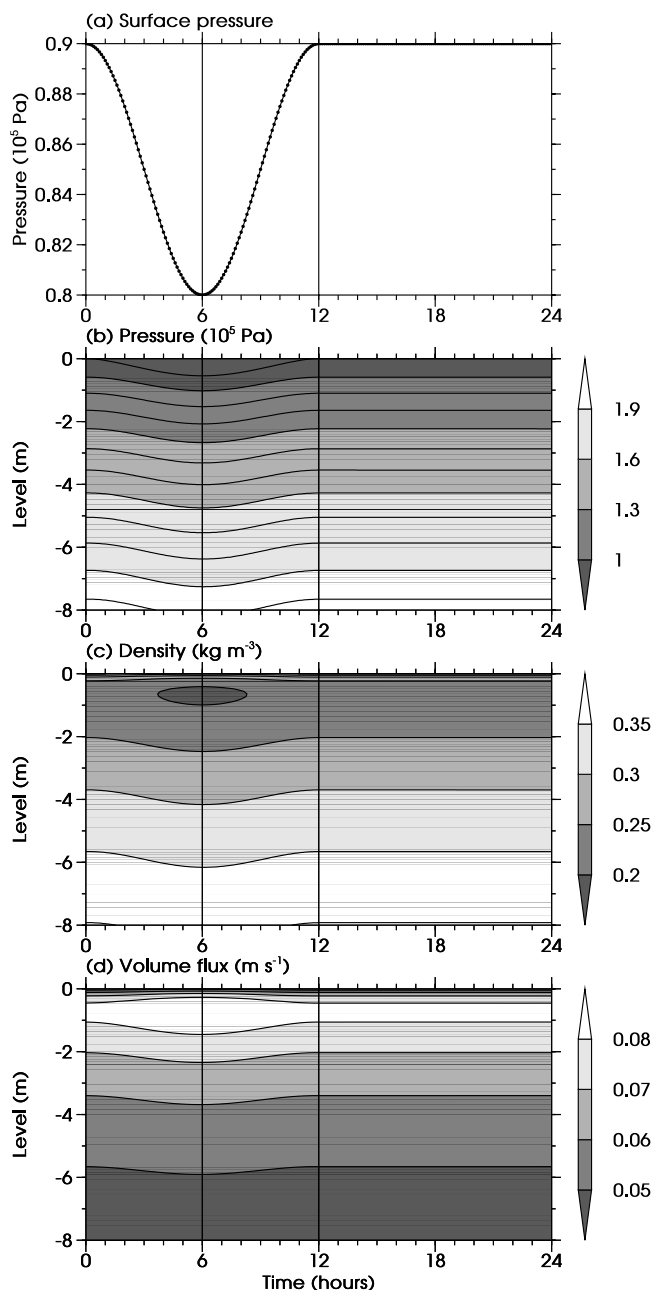 (a) Surface pressure
0.9
0.88
0.86
0.84
0.82
0.8
Pressure (10⁵ Pa)
0 6 12 18 24
(b) Pressure (10⁵ Pa)
0
-2
-4
-6
-8
Level (m)
0 6 12 18 24
1.9
1.6
1.3
1
(c) Density (kg m⁻³)
0
-2
-4
-6
-8
Level (m)
0 6 12 18 24
0.35
0.3
0.25
0.2
(d) Volume flux (m s⁻¹)
0
-2
-4
-6
-8
Level (m)
0 6 12 18 24
Time (hours)
0.08
0.07
0.06
0.05